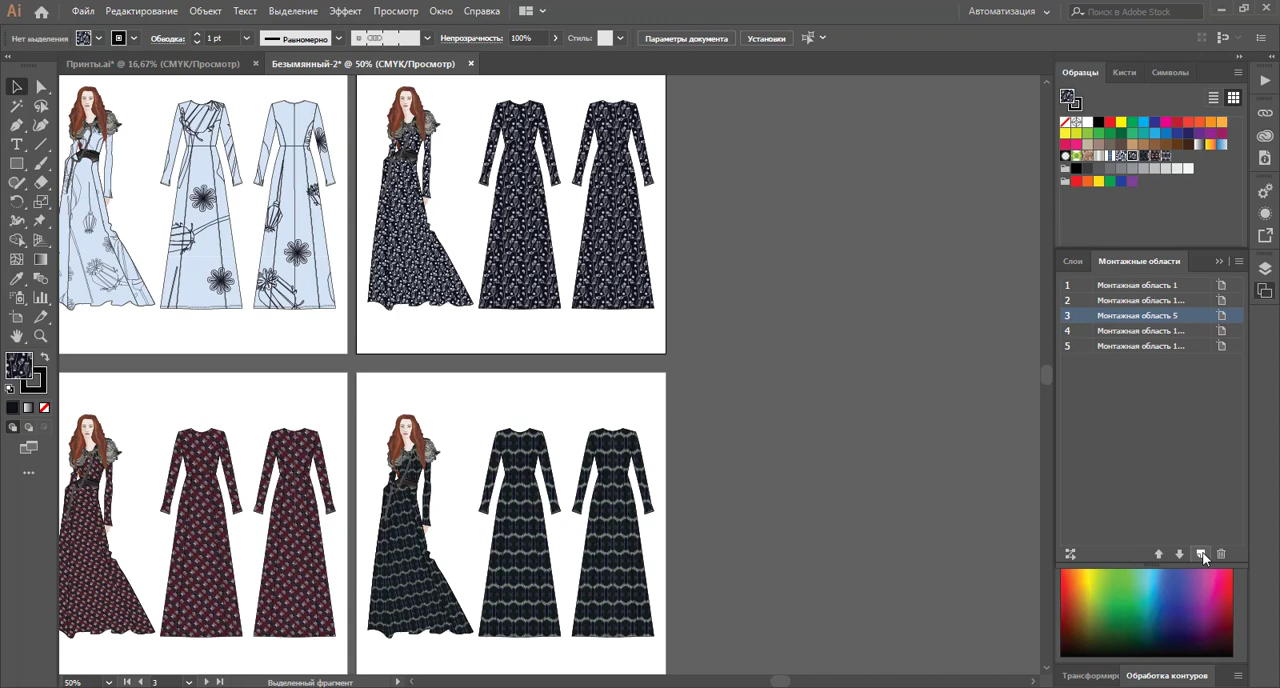 Ai Файл Редактирование Объект Текст Выделение Эффект Просмотр Окно Справка Автоматизация Поиск в Adobe Stock
Нет выделения Обводка: 1 pt Равномерно Непрозрачность: 100% Стиль: Параметры документа Установки
Принты.ai* @ 16,67% (CMYK/Просмотр) Безымянный-2* @ 50% (CMYK/Просмотр)
Образцы Кисти Символы
Слои Монтажные области
1 Монтажная область 1
2 Монтажная область 1...
3 Монтажная область 5
4 Монтажная область 1...
5 Монтажная область 1...
Трансформирс Обработка контуров
50% 3 Выделенный фрагмент